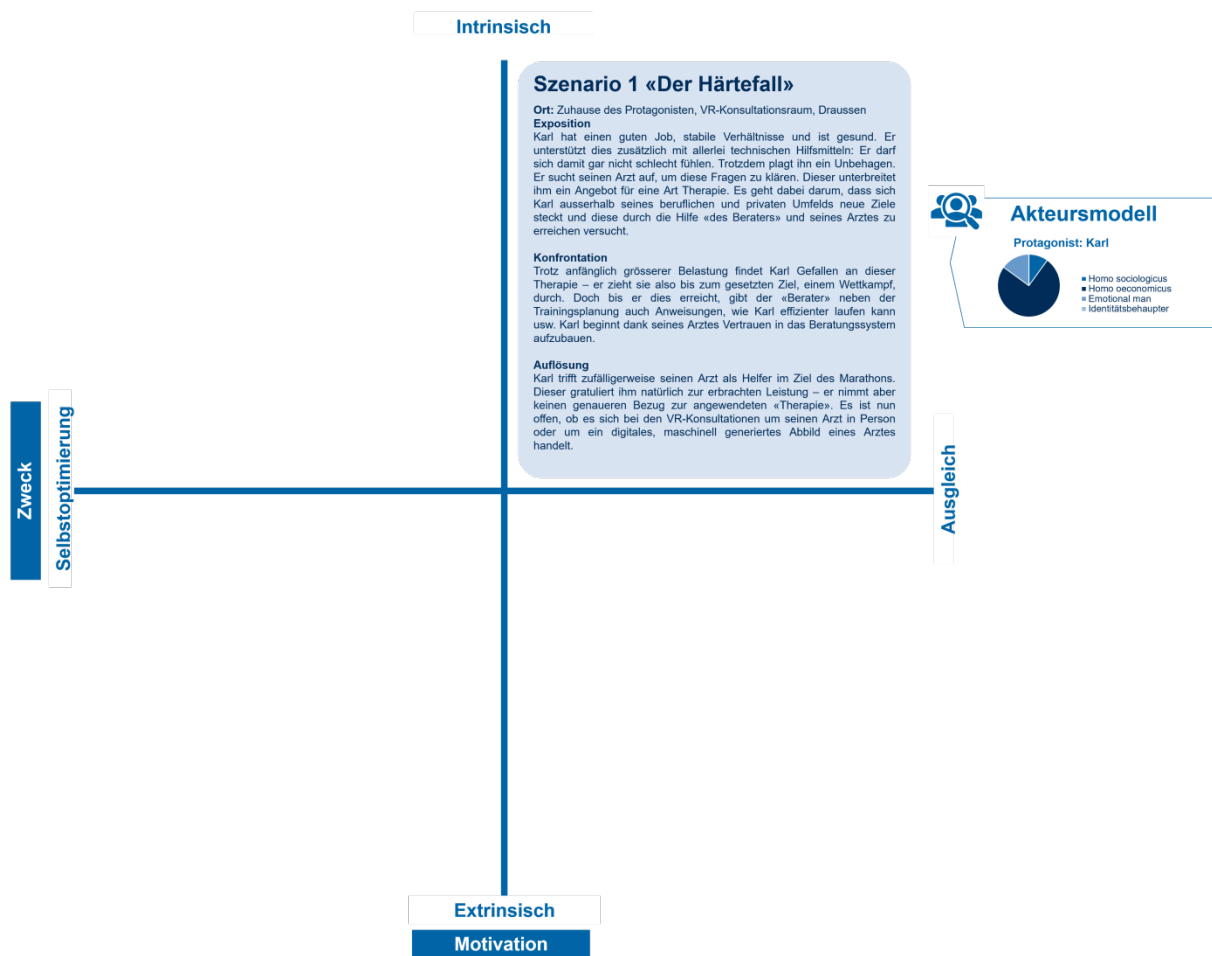 Intrinsisch
Szenario 1 «Der Härtefall»
Ort: Zuhause des Protagonisten, VR-Konsultationsraum, Draussen
Exposition
Karl hat einen guten Job, stabile Verhältnisse und ist gesund. Er
unterstützt dies zusätzlich mit allerlei technischen Hilfsmitteln: Er darf
sich damit gar nicht schlecht fühlen. Trotzdem plagt ihn ein Unbehagen.
Er sucht seinen Arzt auf, um diese Fragen zu klären. Dieser unterbreitet
ihm ein Angebot für eine Art Therapie. Es geht dabei darum, dass sich
Karl ausserhalb seines beruflichen und privaten Umfelds neue Ziele
steckt und diese durch die Hilfe «des Beraters» und seines Arztes zu
erreichen versucht.
Konfrontation
Trotz anfänglich grösserer Belastung findet Karl Gefallen an dieser
Therapie – er zieht sie also bis zum gesetzten Ziel, einem Wettkampf,
durch. Doch bis er dies erreicht, gibt der «Berater» neben der
Trainingsplanung auch Anweisungen, wie Karl effizienter laufen kann
usw. Karl beginnt dank seines Arztes Vertrauen in das Beratungssystem
aufzubauen.
Auflösung
Karl trifft zufälligerweise seinen Arzt als Helfer im Ziel des Marathons.
Dieser gratuliert ihm natürlich zur erbrachten Leistung – er nimmt aber
keinen genaueren Bezug zur angewendeten «Therapie». Es ist nun
offen, ob es sich bei den VR-Konsultationen um seinen Arzt in Person
oder um ein digitales, maschinell generiertes Abbild eines Arztes
handelt.
Akteursmodell
Protagonist: Karl
Homo sociologicus
Homo oeconomicus
Emotional man
Identitätsbehaupter
Zweck
Selbstoptimierung
Ausgleich
Extrinsisch
Motivation